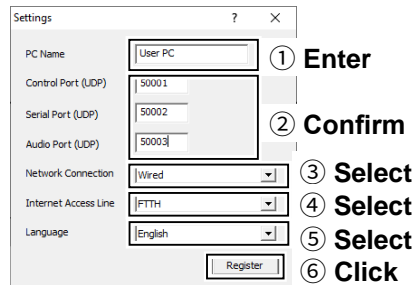 Settings ? ×
PC Name User PC ① Enter
Control Port (UDP) 50001
Serial Port (UDP) 50002 ② Confirm
Audio Port (UDP) 50003
Network Connection Wired ③ Select
Internet Access Line FTTH ④ Select
Language English ⑤ Select
Register ⑥ Click